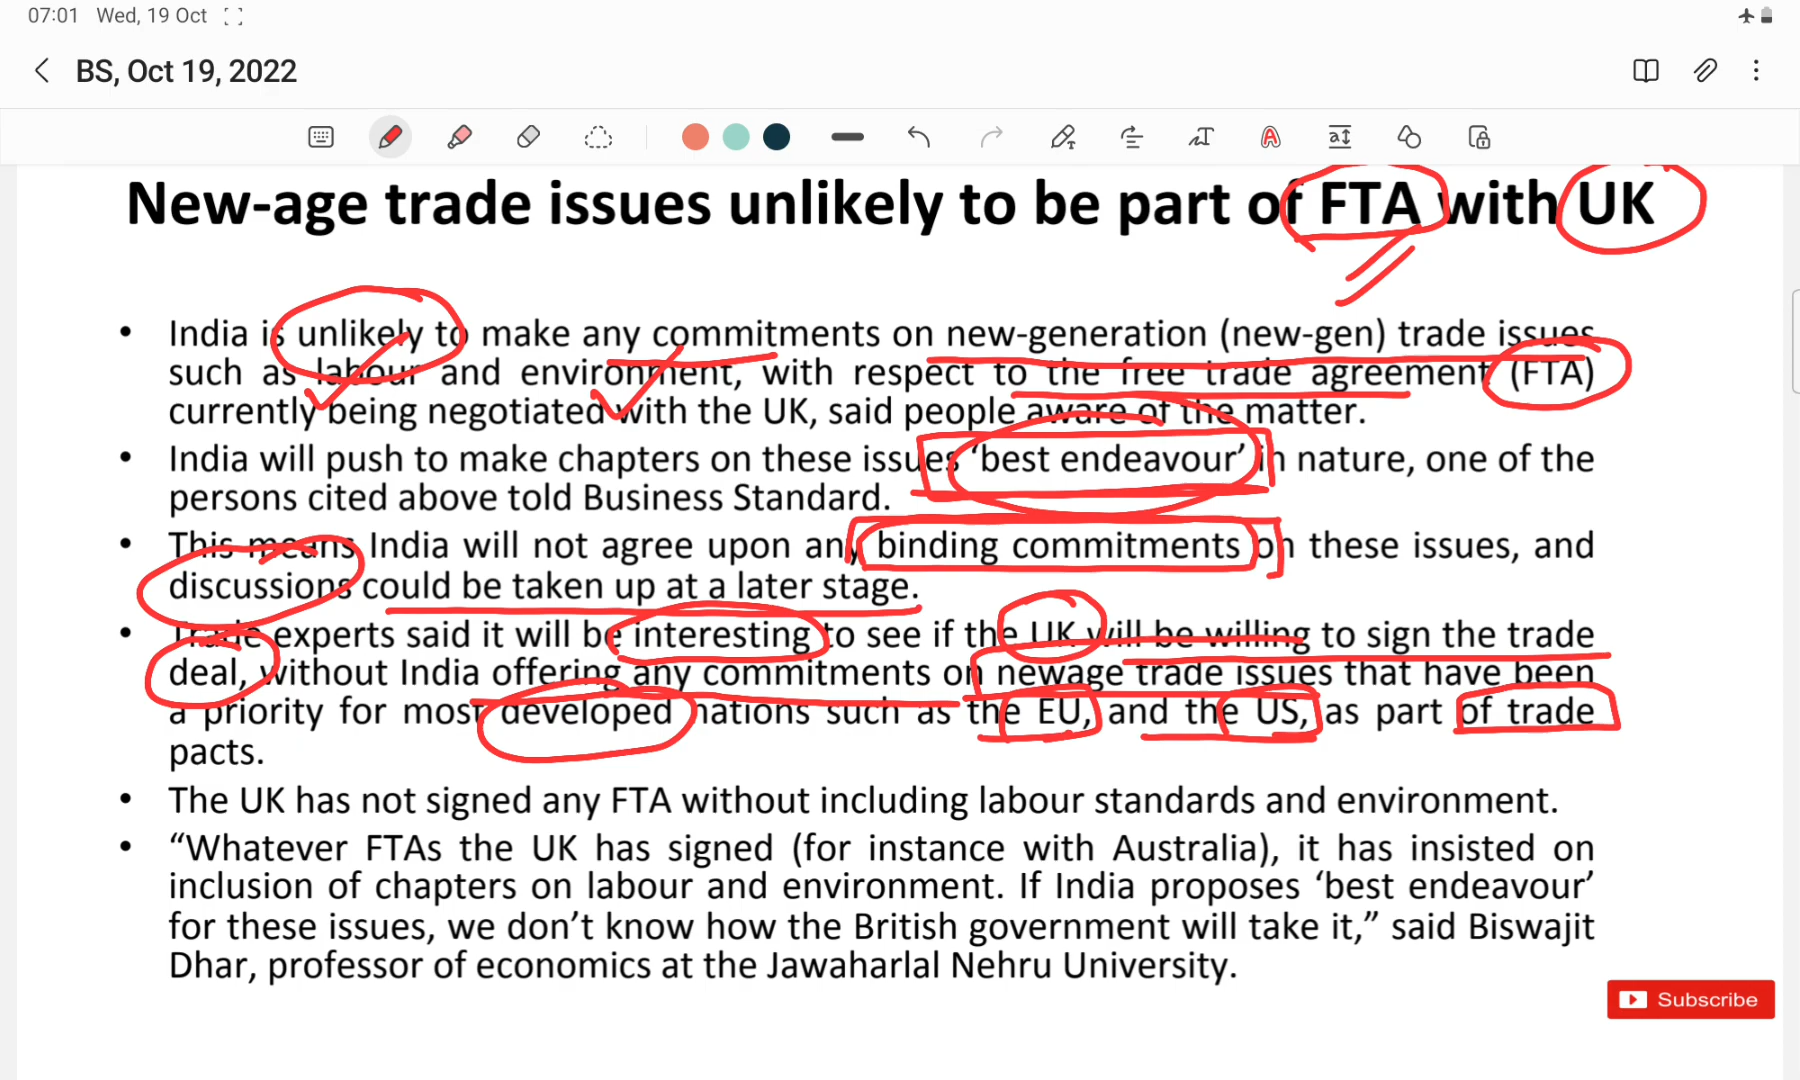 07:01 Wed, 19 Oct
BS, Oct 19, 2022
New-age trade issues unlikely to be part of FTA with UK
• India is unlikely to make any commitments on new-generation (new-gen) trade issues
such as labour and environment, with respect to the free trade agreement (FTA)
currently being negotiated with the UK, said people aware of the matter.
• India will push to make chapters on these issues ‘best endeavour’ in nature, one of the
persons cited above told Business Standard.
• This means India will not agree upon any binding commitments on these issues, and
discussions could be taken up at a later stage.
• Trade experts said it will be interesting to see if the UK will be willing to sign the trade
deal, without India offering any commitments on newage trade issues that have been
a priority for most developed nations such as the EU, and the US, as part of trade
pacts.
• The UK has not signed any FTA without including labour standards and environment.
• “Whatever FTAs the UK has signed (for instance with Australia), it has insisted on
inclusion of chapters on labour and environment. If India proposes ‘best endeavour’
for these issues, we don’t know how the British government will take it,” said Biswajit
Dhar, professor of economics at the Jawaharlal Nehru University.
Subscribe